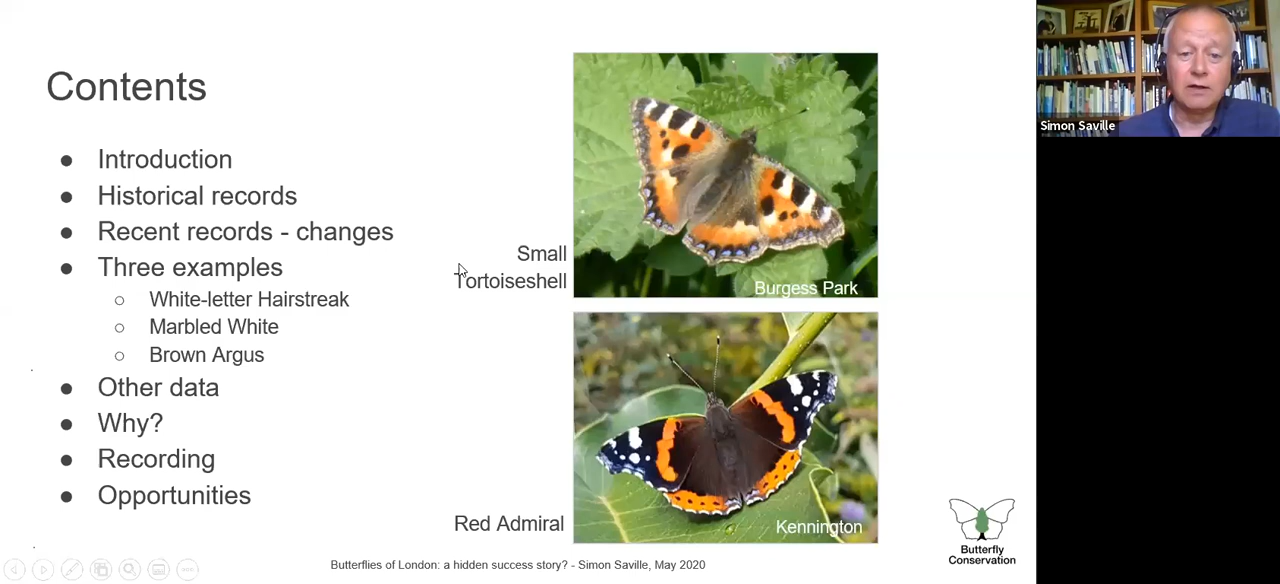 Contents
● Introduction
● Historical records
● Recent records - changes
● Three examples
○ White-letter Hairstreak
○ Marbled White
○ Brown Argus
● Other data
● Why?
● Recording
● Opportunities
Small
Tortoiseshell
Burgess Park
Red Admiral
Kennington
Butterflies of London: a hidden success story? - Simon Saville, May 2020
Butterfly
Conservation
Simon Saville